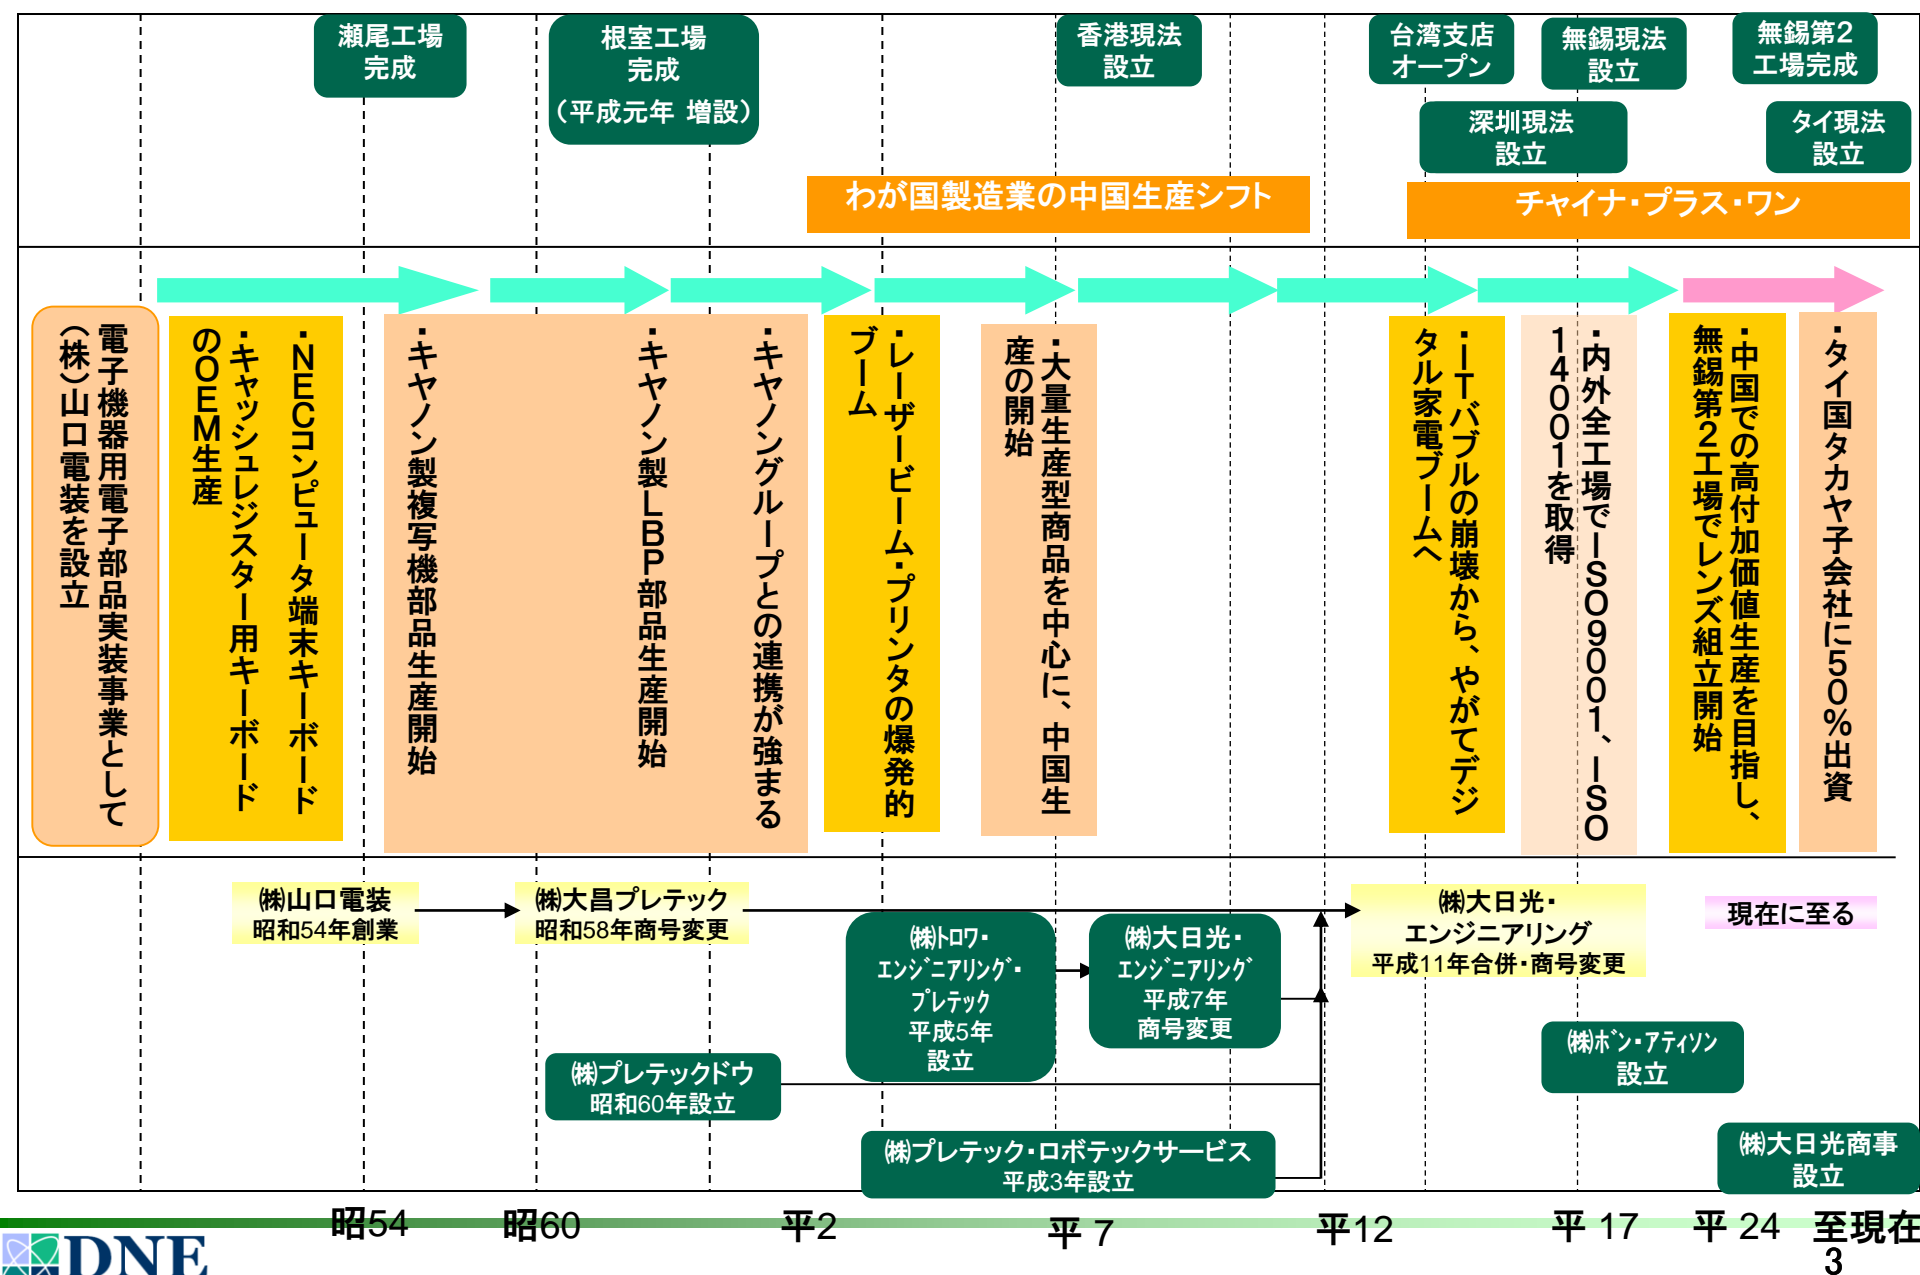 瀬尾工場
完成
根室工場
完成
（平成元年 増設）
香港現法
設立
台湾支店
オープン
無錫現法
設立
無錫第2
工場完成
深圳現法
設立
タイ現法
設立
わが国製造業の中国生産シフト
チャイナ・プラス・ワン
電子機器用電子部品実装事業として
（株）山口電装を設立
・NECコンピュータ端末キーボード
・キャッシュレジスター用キーボード
のOEM生産
・キヤノン製複写機部品生産開始
・キヤノン製LBP部品生産開始
・キヤノングループとの連携が強まる
・レーザービーム・プリンタの爆発的
ブーム
・大量生産型商品を中心に、中国生
産の開始
・ITバブルの崩壊から、やがてデジ
タル家電ブームへ
・内外全工場でISO9001、ISO
14001を取得
・中国での高付加価値生産を目指し、
無錫第2工場でレンズ組立開始
・タイ国タカヤ子会社に50%出資
㈱山口電装
昭和54年創業
㈱大昌プレテック
昭和58年商号変更
㈱大日光・
エンジニアリング
平成11年合併・商号変更
現在に至る
㈱トロワ・
エンジニアリング・
プレテック
平成5年
設立
㈱大日光・
エンジニアリング
平成7年
商号変更
㈱プレテックドウ
昭和60年設立
㈱ボン・アティソン
設立
㈱プレテック・ロボテックサービス
平成3年設立
㈱大日光商事
設立
昭54
昭60
平2
平 7
平12
平 17
平 24
至現在
DNE
3